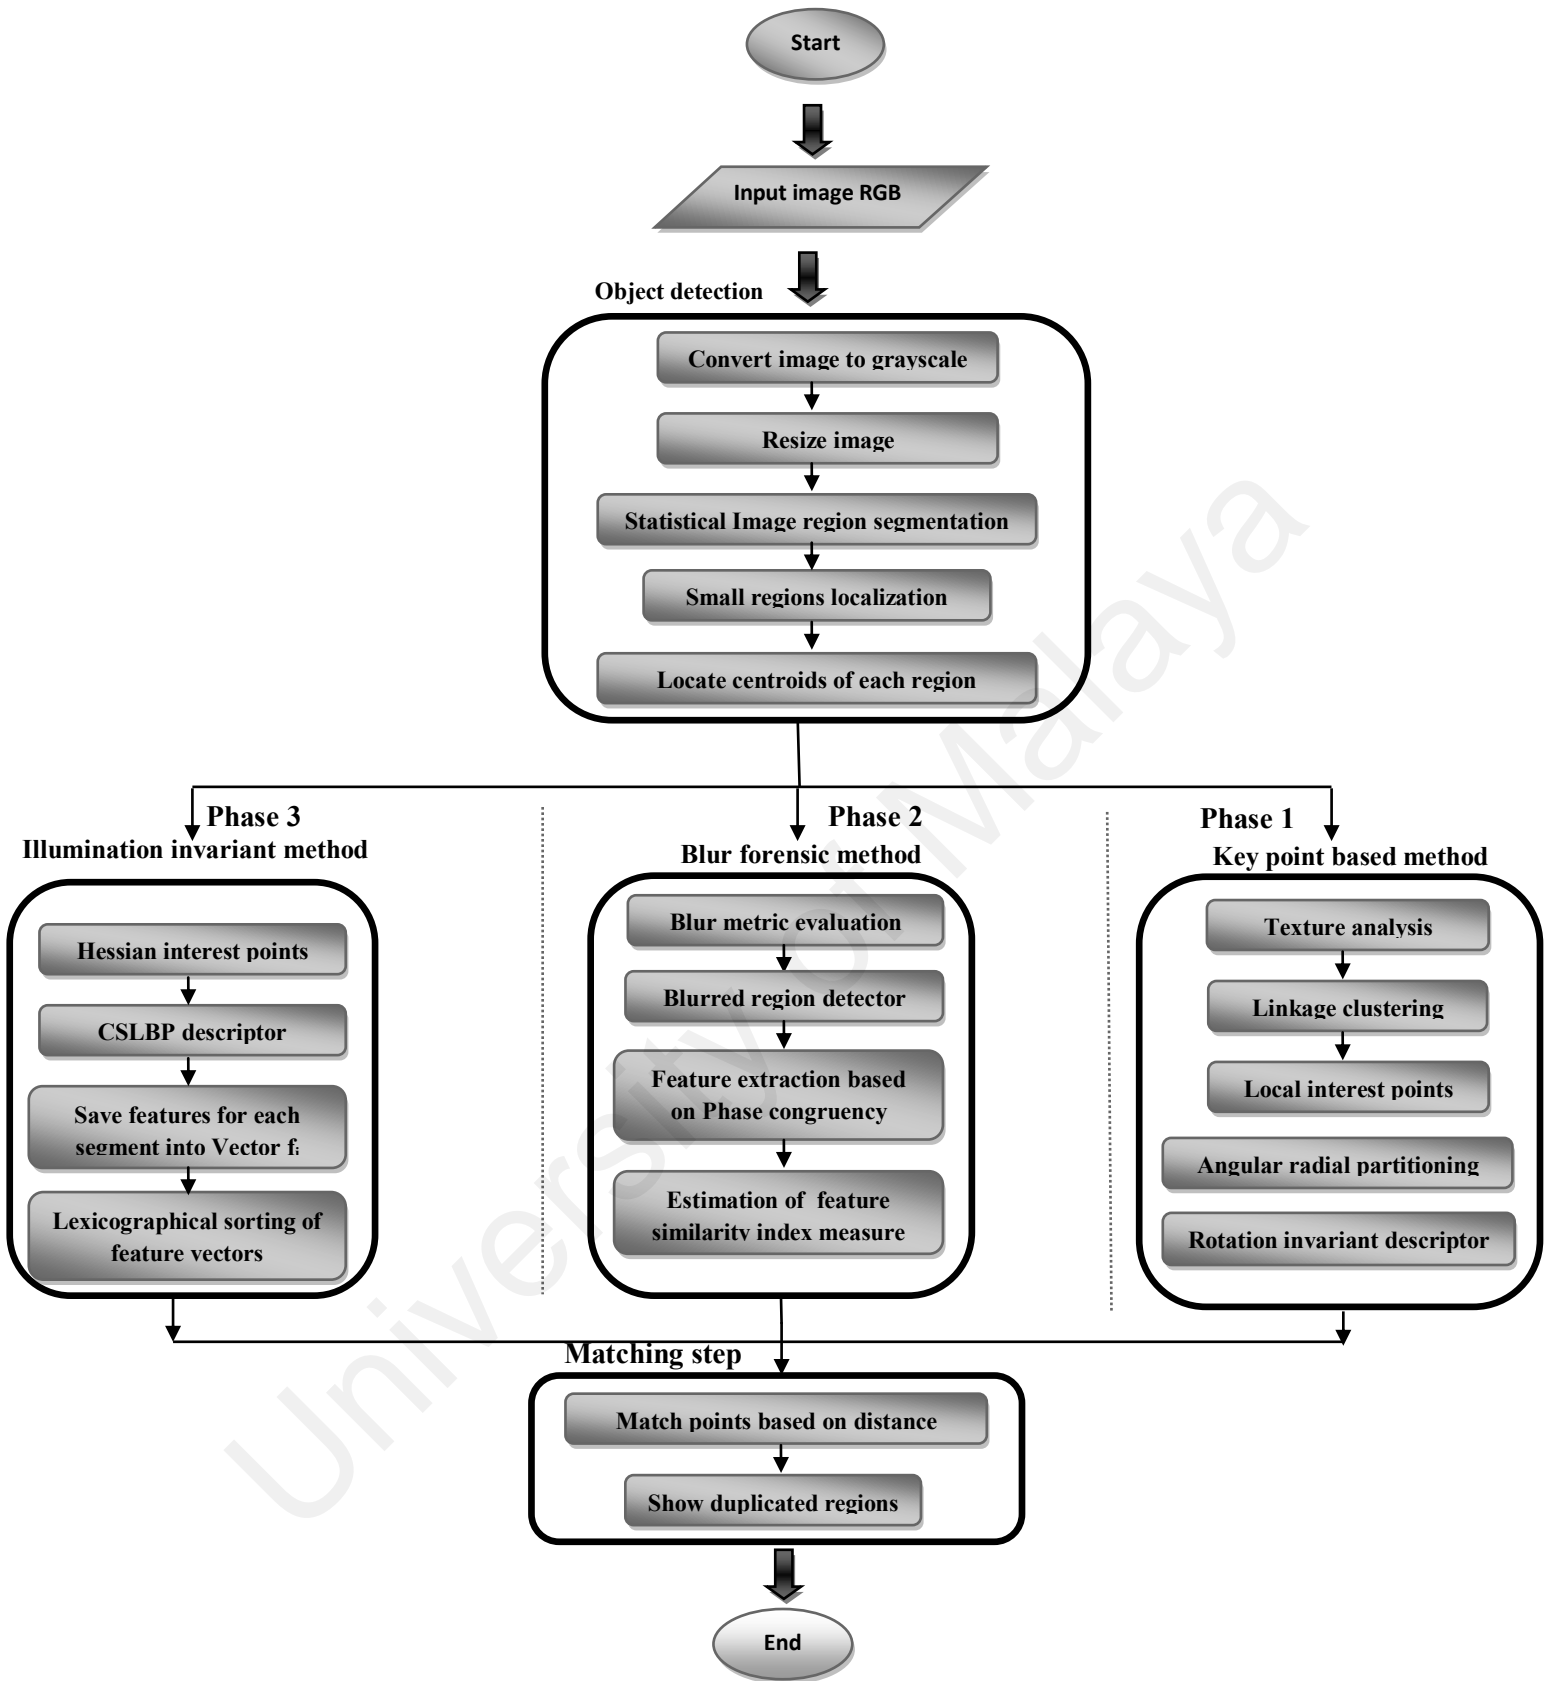 Start
Input image RGB
Object detection
Convert image to grayscale
Resize image
Statistical Image region segmentation
Small regions localization
Locate centroids of each region
Phase 3
Illumination invariant method
Hessian interest points
CSLBP descriptor
Save features for each
segment into Vector fi
Lexicographical sorting of
feature vectors
Phase 2
Blur forensic method
Blur metric evaluation
Blurred region detector
Feature extraction based
on Phase congruency
Estimation of feature
similarity index measure
Phase 1
Key point based method
Texture analysis
Linkage clustering
Local interest points
Angular radial partitioning
Rotation invariant descriptor
Matching step
Match points based on distance
Show duplicated regions
End
University of Malaya